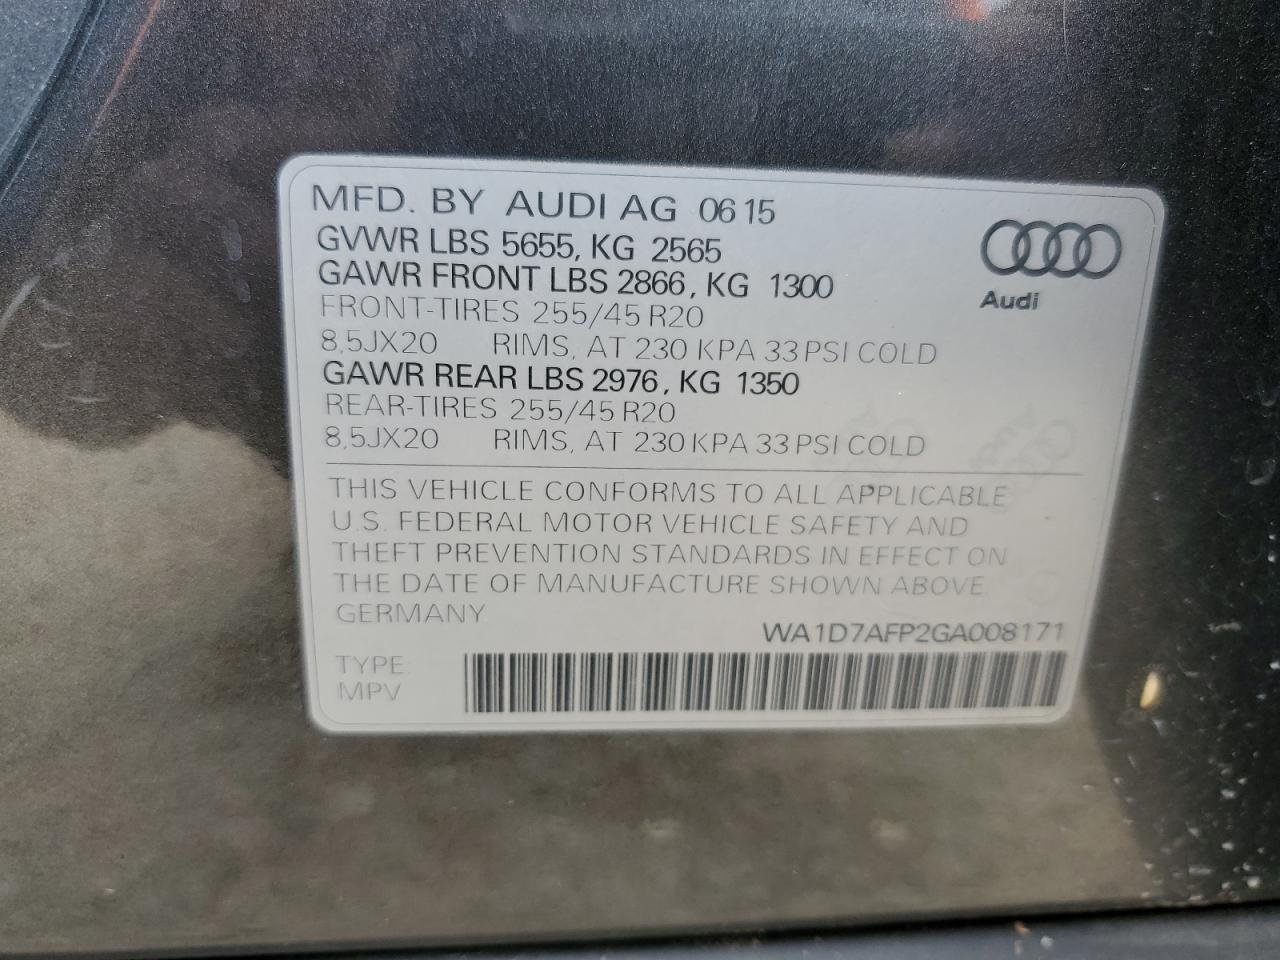 MFD. BY AUDI AG 06 15
GVWR LBS 5655, KG 2565
GAWR FRONT LBS 2866, KG 1300
FRONT-TIRES 255/45 R20
8,5JX20 RIMS, AT 230 KPA 33 PSI COLD
GAWR REAR LBS 2976, KG 1350
REAR-TIRES 255/45 R20
8,5JX20 RIMS, AT 230 KPA 33 PSI COLD
Audi
THIS VEHICLE CONFORMS TO ALL APPLICABLE
U.S. FEDERAL MOTOR VEHICLE SAFETY AND
THEFT PREVENTION STANDARDS IN EFFECT ON
THE DATE OF MANUFACTURE SHOWN ABOVE.
GERMANY
WA1D7AFP2GA008171
TYPE:
MPV